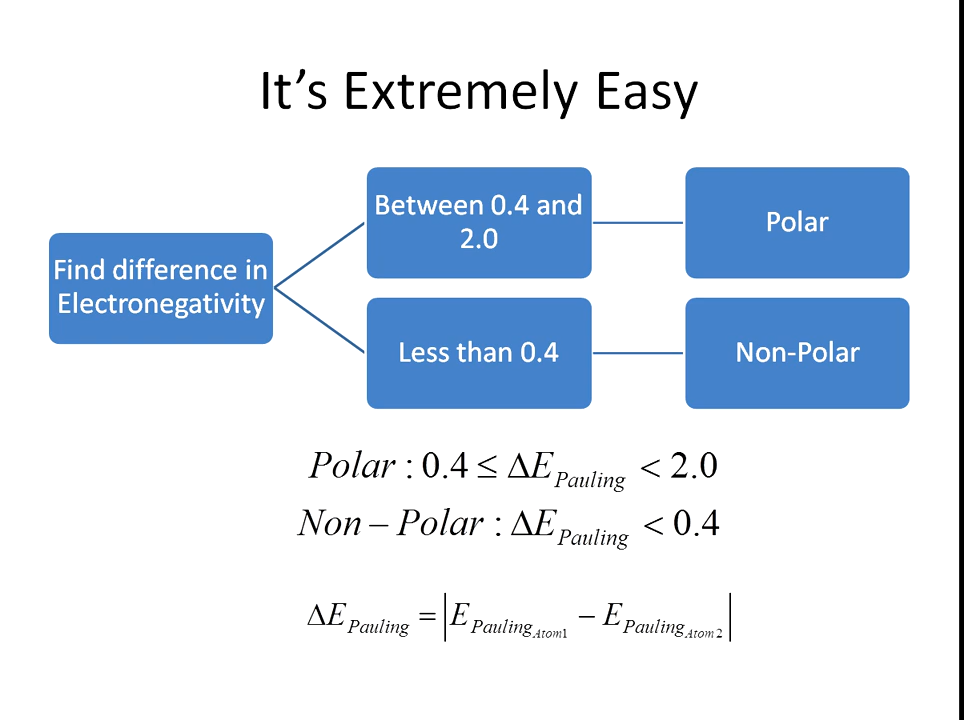 It's Extremely Easy
Find difference in
Electronegativity
Between 0.4 and
2.0
Polar
Less than 0.4
Non-Polar
Polar : 0.4 ≤ ΔE_Pauling < 2.0
Non – Polar : ΔE_Pauling < 0.4
ΔE_Pauling = |E_Pauling_Atom1 − E_Pauling_Atom2|